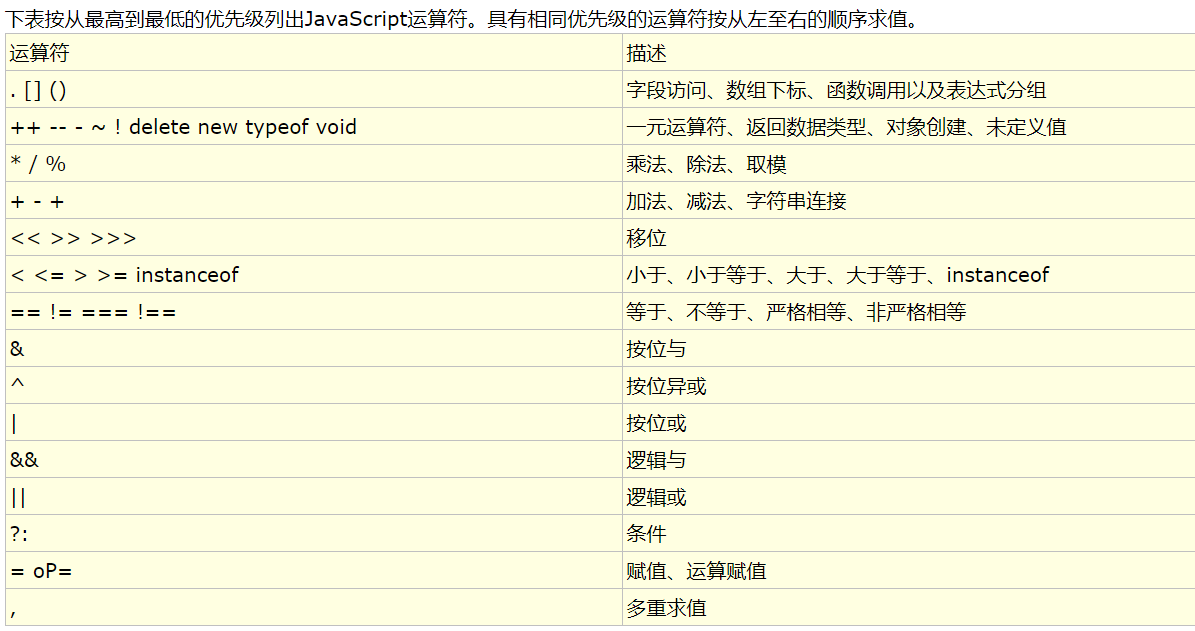 下表按从最高到最低的优先级列出JavaScript运算符。具有相同优先级的运算符按从左至右的顺序求值。
运算符 描述
. [] () 字段访问、数组下标、函数调用以及表达式分组
++ -- - ~ ! delete new typeof void 一元运算符、返回数据类型、对象创建、未定义值
* / % 乘法、除法、取模
+ - + 加法、减法、字符串连接
<< >> >>> 移位
< <= > >= instanceof 小于、小于等于、大于、大于等于、instanceof
== != === !== 等于、不等于、严格相等、非严格相等
& 按位与
^ 按位异或
| 按位或
&& 逻辑与
|| 逻辑或
?: 条件
= oP= 赋值、运算赋值
, 多重求值